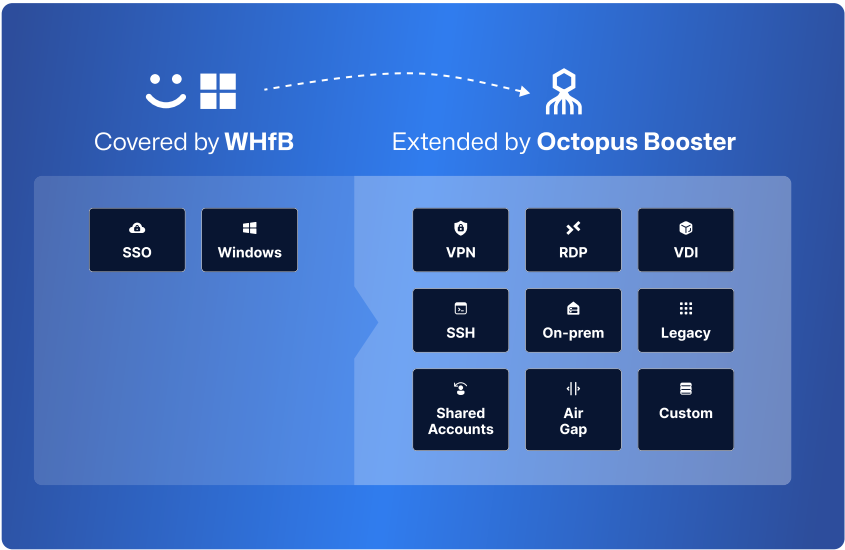 Covered by WHfB
Extended by Octopus Booster
SSO
Windows
VPN
RDP
VDI
SSH
On-prem
Legacy
Shared
Accounts
Air
Gap
Custom